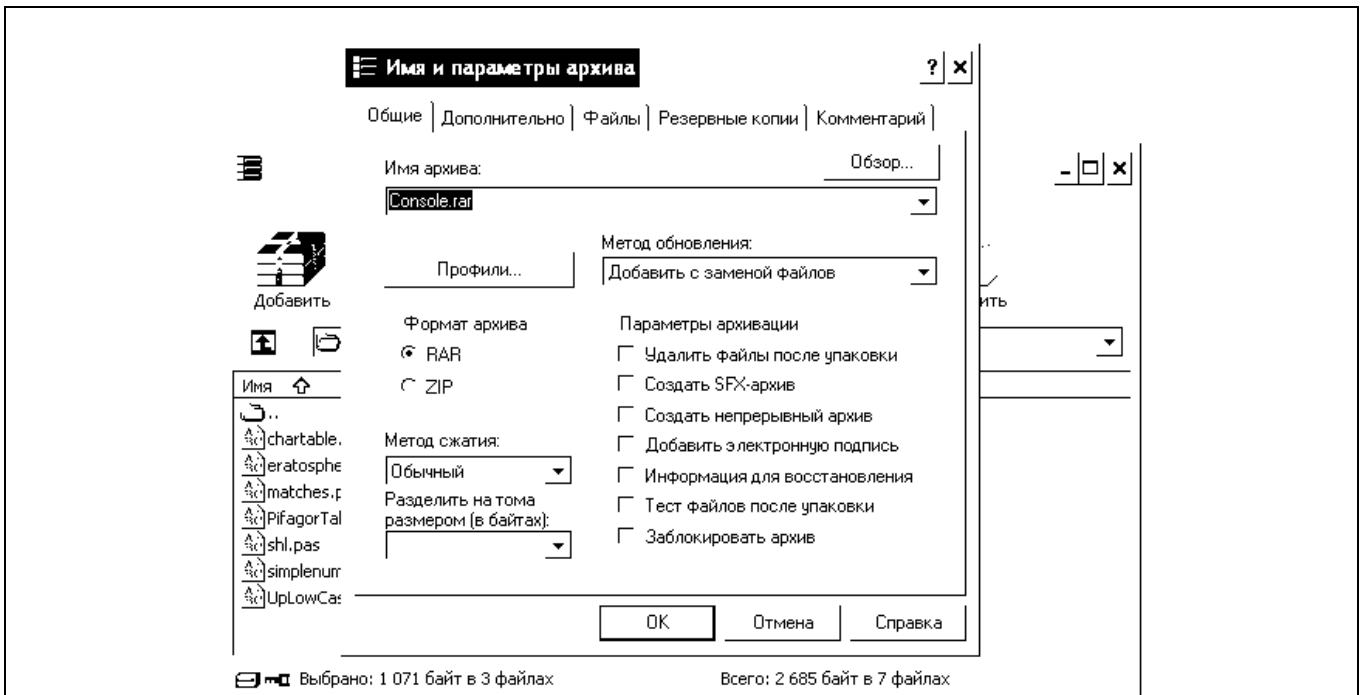 Имя и параметры архива
Общие Дополнительно Файлы Резервные копии Комментарий
Имя архива:
Обзор...
Console.rar
Метод обновления:
Профили...
Добавить с заменой файлов
Добавить
ить
Формат архива
Параметры архивации
RAR
Удалить файлы после упаковки
Имя
ZIP
Создать SFX-архив
..
Создать непрерывный архив
chartable.
Метод сжатия:
Добавить электронную подпись
eratosphe
Обычный
Информация для восстановления
matches.p
Разделить на тома
размером (в байтах):
Тест файлов после упаковки
PifagorTal
Заблокировать архив
shl.pas
simplenum
UpLowCas
OK
Отмена
Справка
Выбрано: 1 071 байт в 3 файлах
Всего: 2 685 байт в 7 файлах